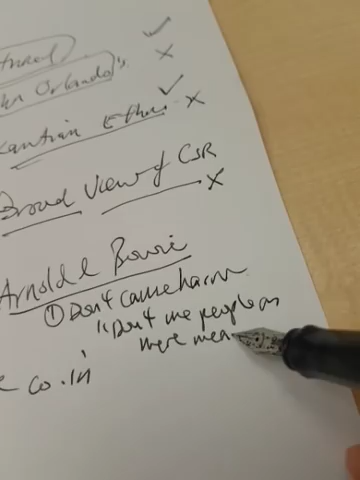 Orlando's
Kantian Ethics
Broad View of CSR
Arnold & Bowie
① Don't cause harm
"Don't use people as
mere mea
co.in